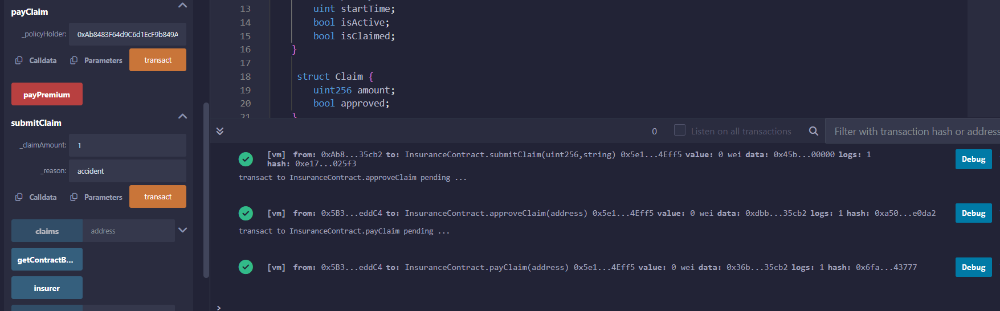 payClaim
_policyHolder:
0xAb8483F64d9C6d1EcF9b849A
Calldata
Parameters
transact
payPremium
submitClaim
_claimAmount:
1
_reason:
accident
Calldata
Parameters
transact
claims
address
getContractB...
insurer
13 uint startTime;
14 bool isActive;
15 bool isClaimed;
16 }
17
18 struct Claim {
19 uint256 amount;
20 bool approved;
21 }
0
Listen on all transactions
Filter with transaction hash or address
[vm] from: 0xAb8...35cb2 to: InsuranceContract.submitClaim(uint256,string) 0x5e1...4Eff5 value: 0 wei data: 0x45b...00000 logs: 1
hash: 0xe17...025f3
Debug
transact to InsuranceContract.approveClaim pending ...
[vm] from: 0x5B3...eddC4 to: InsuranceContract.approveClaim(address) 0x5e1...4Eff5 value: 0 wei data: 0xdbb...35cb2 logs: 1 hash: 0xa50...e0da2
Debug
transact to InsuranceContract.payClaim pending ...
[vm] from: 0x5B3...eddC4 to: InsuranceContract.payClaim(address) 0x5e1...4Eff5 value: 0 wei data: 0x36b...35cb2 logs: 1 hash: 0x6fa...43777
Debug
>